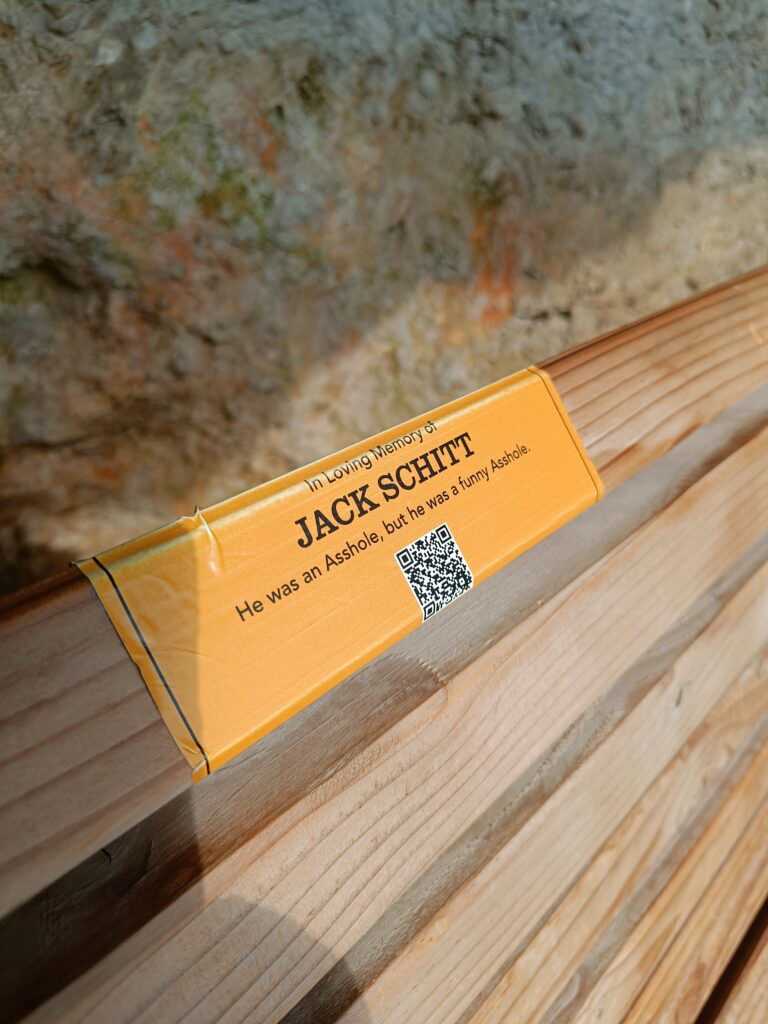 In Loving Memory of
JACK SCHITT
He was an Asshole, but he was a funny Asshole.